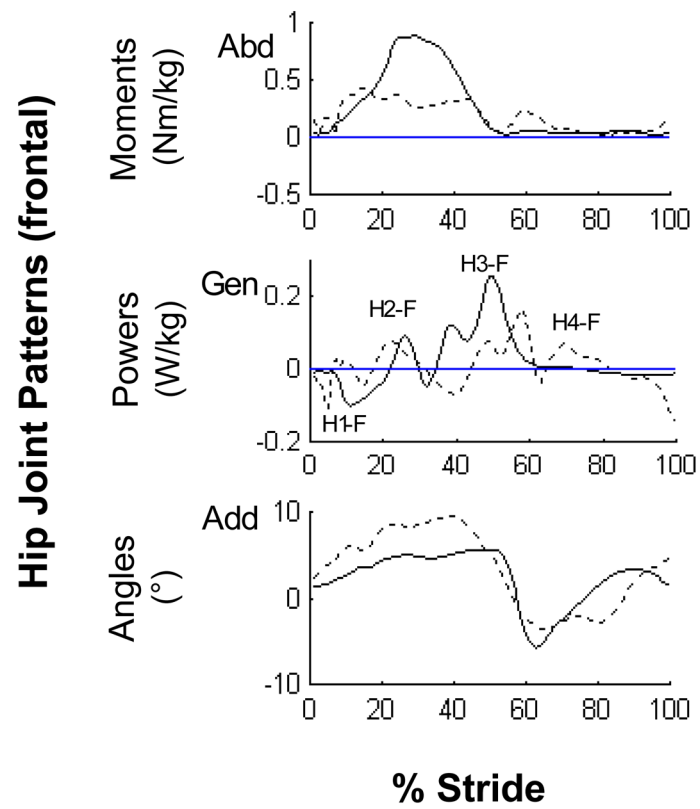 Hip Joint Patterns (frontal)
Moments
(Nm/kg)
Abd
1
0.5
0
-0.5
0 20 40 60 80 100
Powers
(W/kg)
Gen
0.2
0
-0.2
H1-F
H2-F
H3-F
H4-F
0 20 40 60 80 100
Angles
(°)
Add
10
0
-10
0 20 40 60 80 100
% Stride